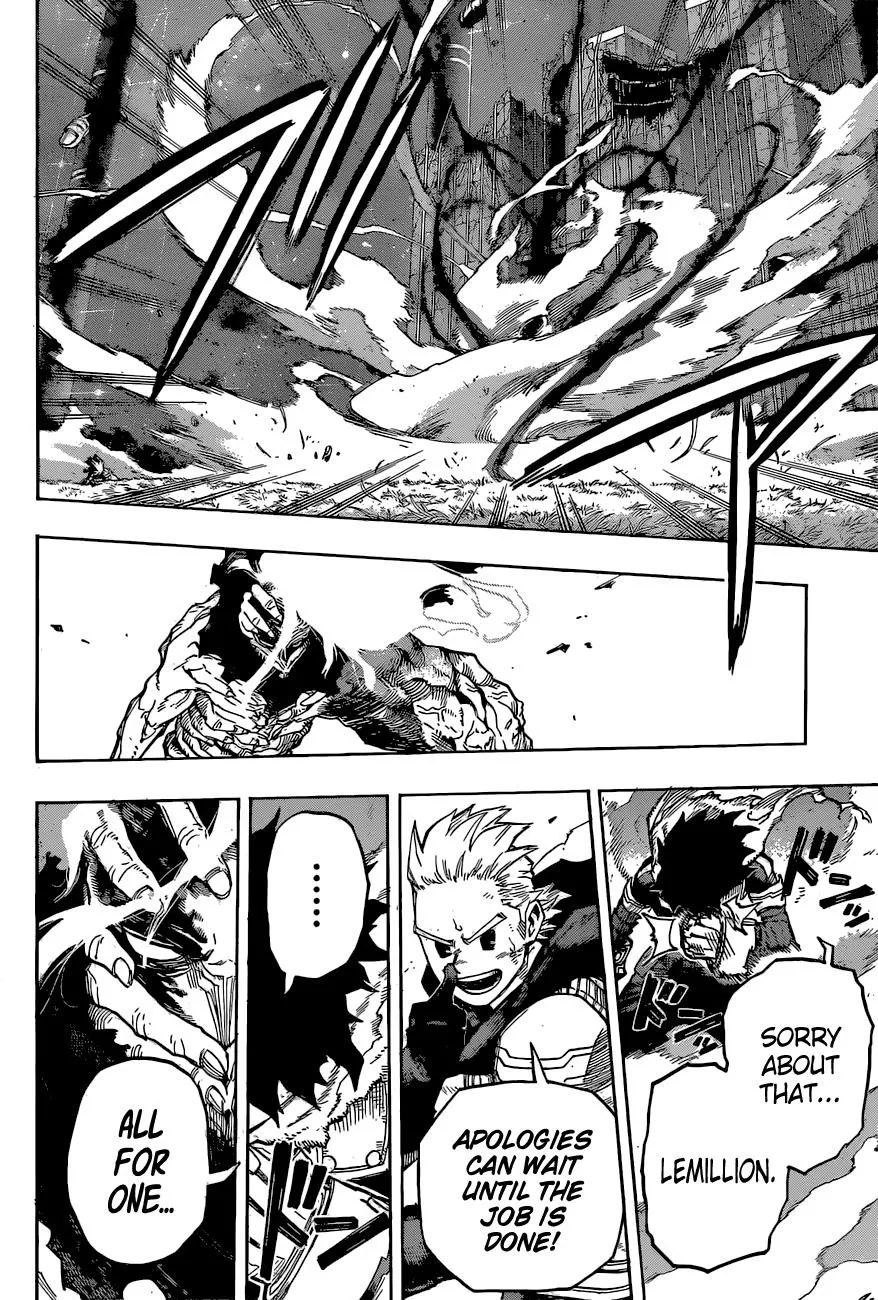 SORRY
ABOUT
THAT...
LEMILLION.
APOLOGIES
CAN WAIT
UNTIL THE
JOB IS
DONE!
......
ALL
FOR
ONE...